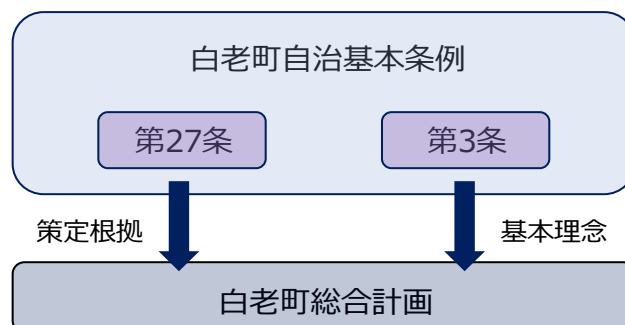 白老町自治基本条例
第27条
第3条
策定根拠
基本理念
白老町総合計画